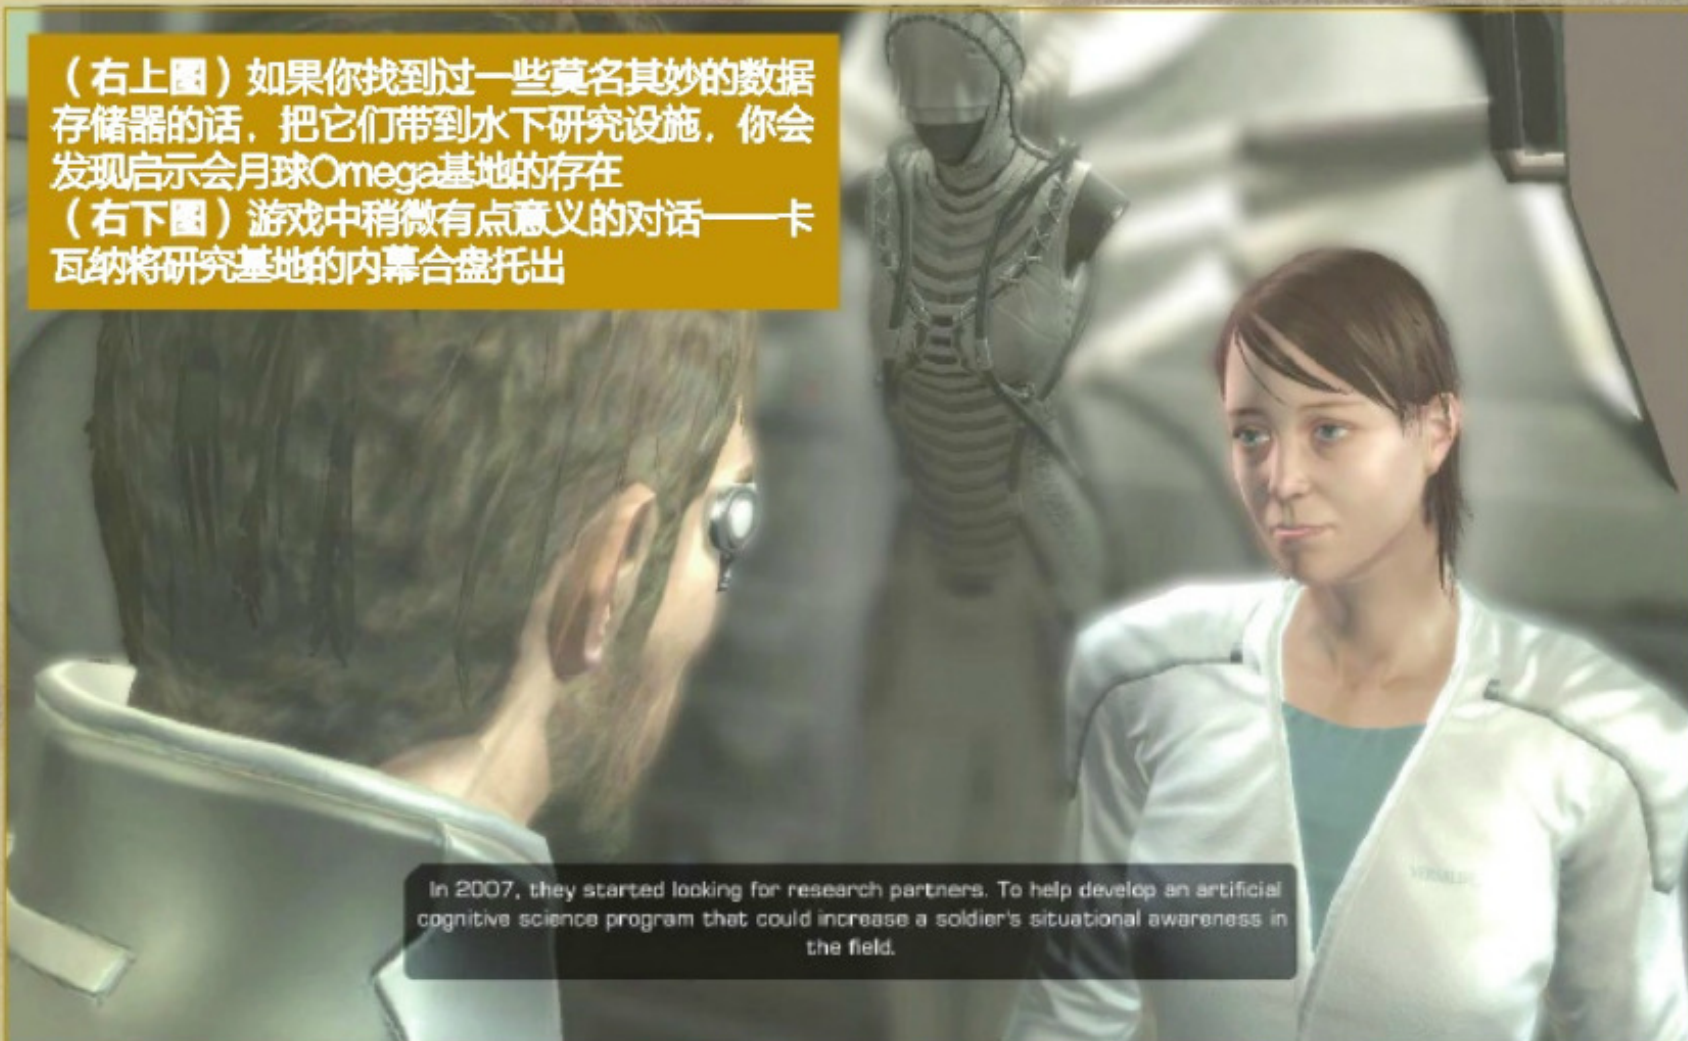 （右上图）如果你找到过一些莫名其妙的数据
存储器的话，把它们带到水下研究设施，你会
发现启示会月球Omega基地的存在
（右下图）游戏中稍微有点意义的对话——卡
瓦纳将研究基地的内幕合盘托出
In 2007, they started looking for research partners. To help develop an artificial
cognitive science program that could increase a soldier's situational awareness in
the field.